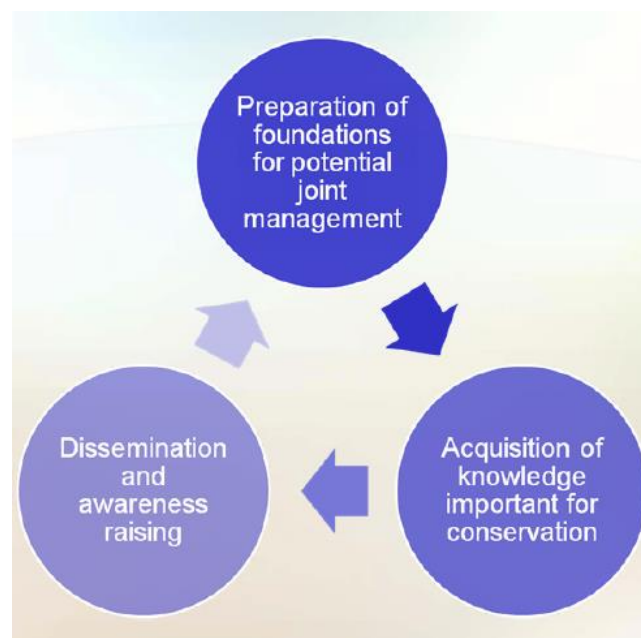 Preparation of
foundations
for potential
joint
management
Dissemination
and
awareness
raising
Acquisition of
knowledge
important for
conservation